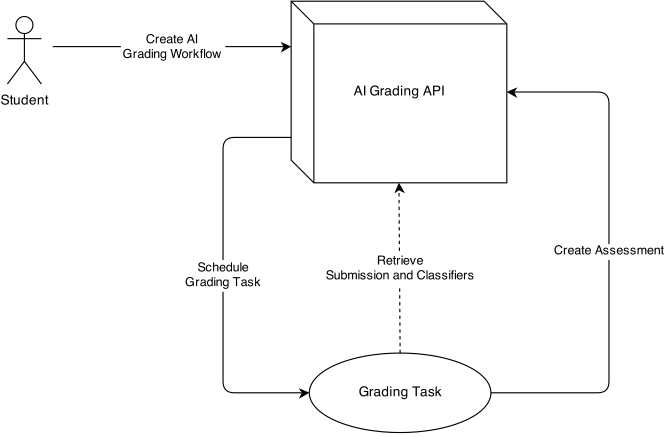 Create AI
Grading Workflow
Student
AI Grading API
Schedule
Grading Task
Retrieve
Submission and Classifiers
Create Assessment
Grading Task